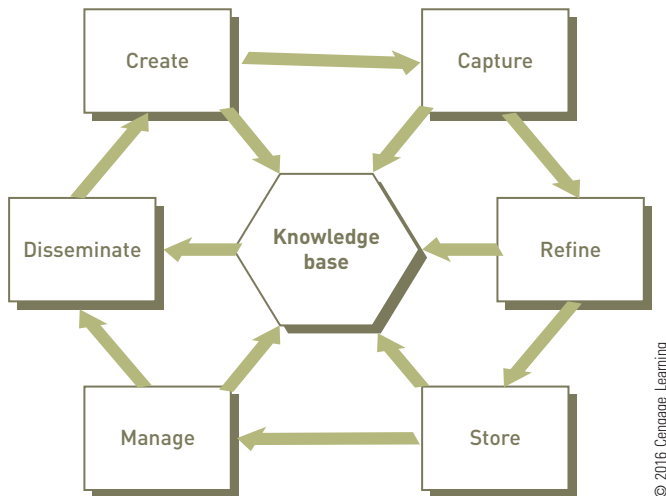 Create
Capture
Disseminate
Knowledge
base
Refine
Manage
Store
© 2016 Cengage Learning